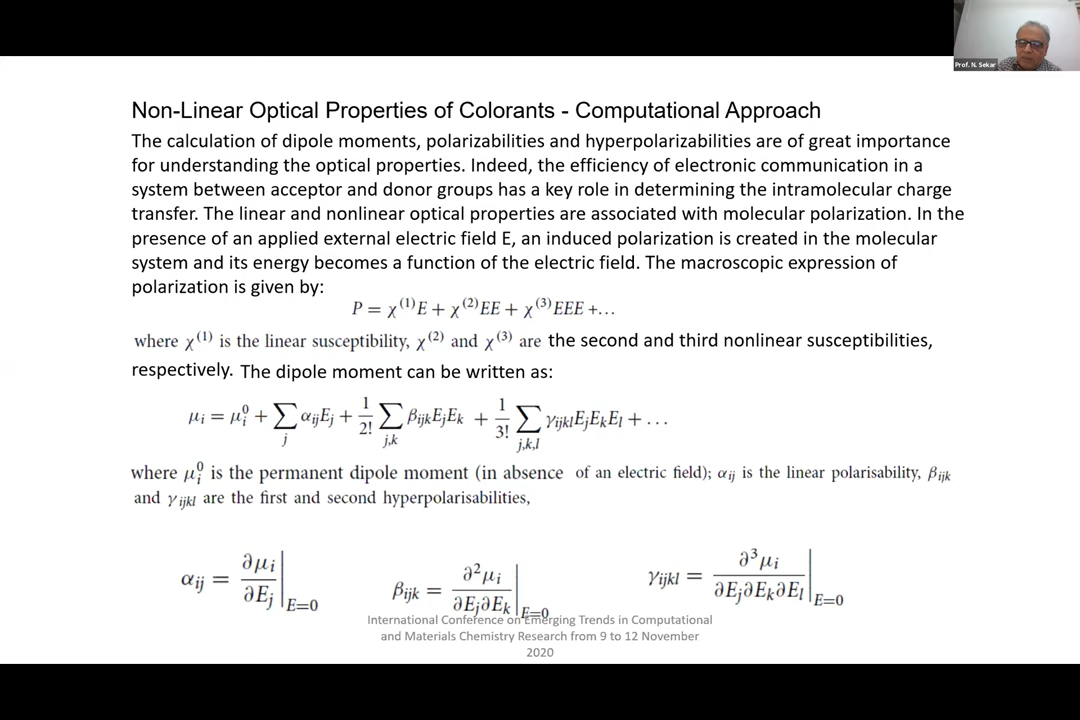 Prof. N. Sekar
Non-Linear Optical Properties of Colorants - Computational Approach
The calculation of dipole moments, polarizabilities and hyperpolarizabilities are of great importance
for understanding the optical properties. Indeed, the efficiency of electronic communication in a
system between acceptor and donor groups has a key role in determining the intramolecular charge
transfer. The linear and nonlinear optical properties are associated with molecular polarization. In the
presence of an applied external electric field E, an induced polarization is created in the molecular
system and its energy becomes a function of the electric field. The macroscopic expression of
polarization is given by:
P = χ⁽¹⁾E + χ⁽²⁾EE + χ⁽³⁾EEE +...
where χ⁽¹⁾ is the linear susceptibility, χ⁽²⁾ and χ⁽³⁾ are the second and third nonlinear susceptibilities,
respectively. The dipole moment can be written as:
μ_i = μ_i^0 + ∑_j α_ij E_j + 1/2! ∑_{j,k} β_ijk E_j E_k + 1/3! ∑_{j,k,l} γ_ijkl E_j E_k E_l + ...
where μ_i^0 is the permanent dipole moment (in absence of an electric field); α_ij is the linear polarisability, β_ijk
and γ_ijkl are the first and second hyperpolarisabilities,
α_ij = ∂μ_i/∂E_j |_E=0 β_ijk = ∂²μ_i/∂E_j∂E_k |_E=0 γ_ijkl = ∂³μ_i/∂E_j∂E_k∂E_l |_E=0
International Conference on Emerging Trends in Computational
and Materials Chemistry Research from 9 to 12 November
2020